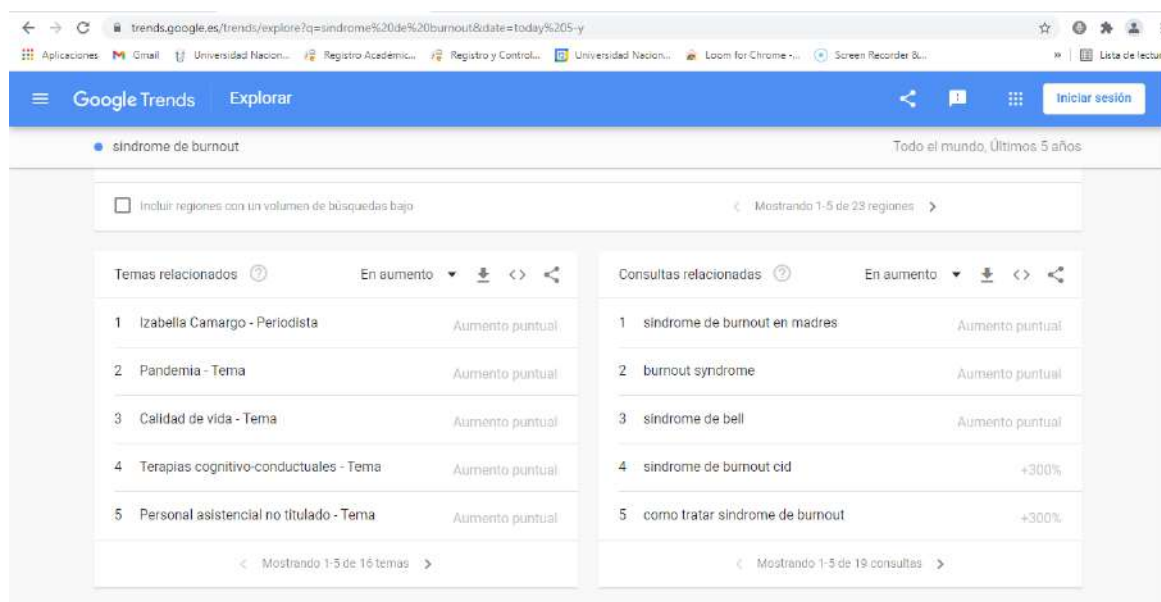 trends.google.es/trends/explore?q=sindrome%20de%20burnout&date=today%205-y
Aplicaciones Gmail Universidad Nacion... Registro Académic... Registro y Control... Universidad Nacion... Loom for Chrome -... Screen Recorder &... » Lista de lectur
Google Trends Explorar Iniciar sesión
sindrome de burnout Todo el mundo, Últimos 5 años
Incluir regiones con un volumen de búsquedas bajo Mostrando 1-5 de 23 regiones
Temas relacionados En aumento
1 Izabella Camargo - Periodista Aumento puntual
2 Pandemia - Tema Aumento puntual
3 Calidad de vida - Tema Aumento puntual
4 Terapias cognitivo-conductuales - Tema Aumento puntual
5 Personal asistencial no titulado - Tema Aumento puntual
Mostrando 1-5 de 16 temas
Consultas relacionadas En aumento
1 sindrome de burnout en madres Aumento puntual
2 burnout syndrome Aumento puntual
3 sindrome de bell Aumento puntual
4 sindrome de burnout cid +300%
5 como tratar sindrome de burnout +300%
Mostrando 1-5 de 19 consultas